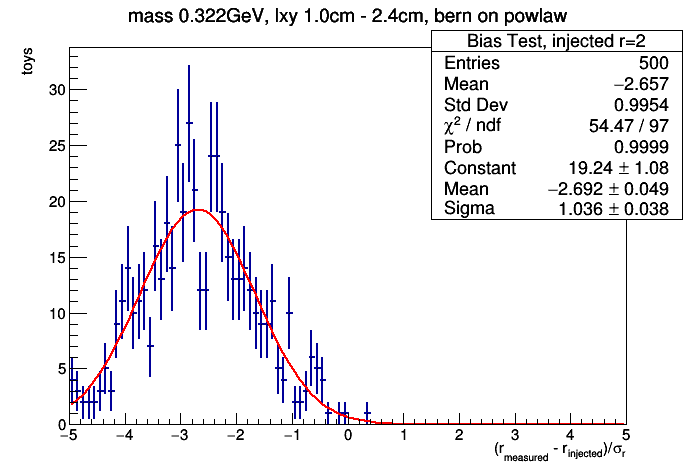 mass 0.322GeV, lxy 1.0cm - 2.4cm, bern on powlaw
Bias Test, injected r=2
Entries 500
Mean −2.657
Std Dev 0.9954
χ² / ndf 54.47 / 97
Prob 0.9999
Constant 19.24 ± 1.08
Mean −2.692 ± 0.049
Sigma 1.036 ± 0.038
toys
30
25
20
15
10
5
0
−5 −4 −3 −2 −1 0 1 2 3 4 5
(r_measured - r_injected)/σ_r